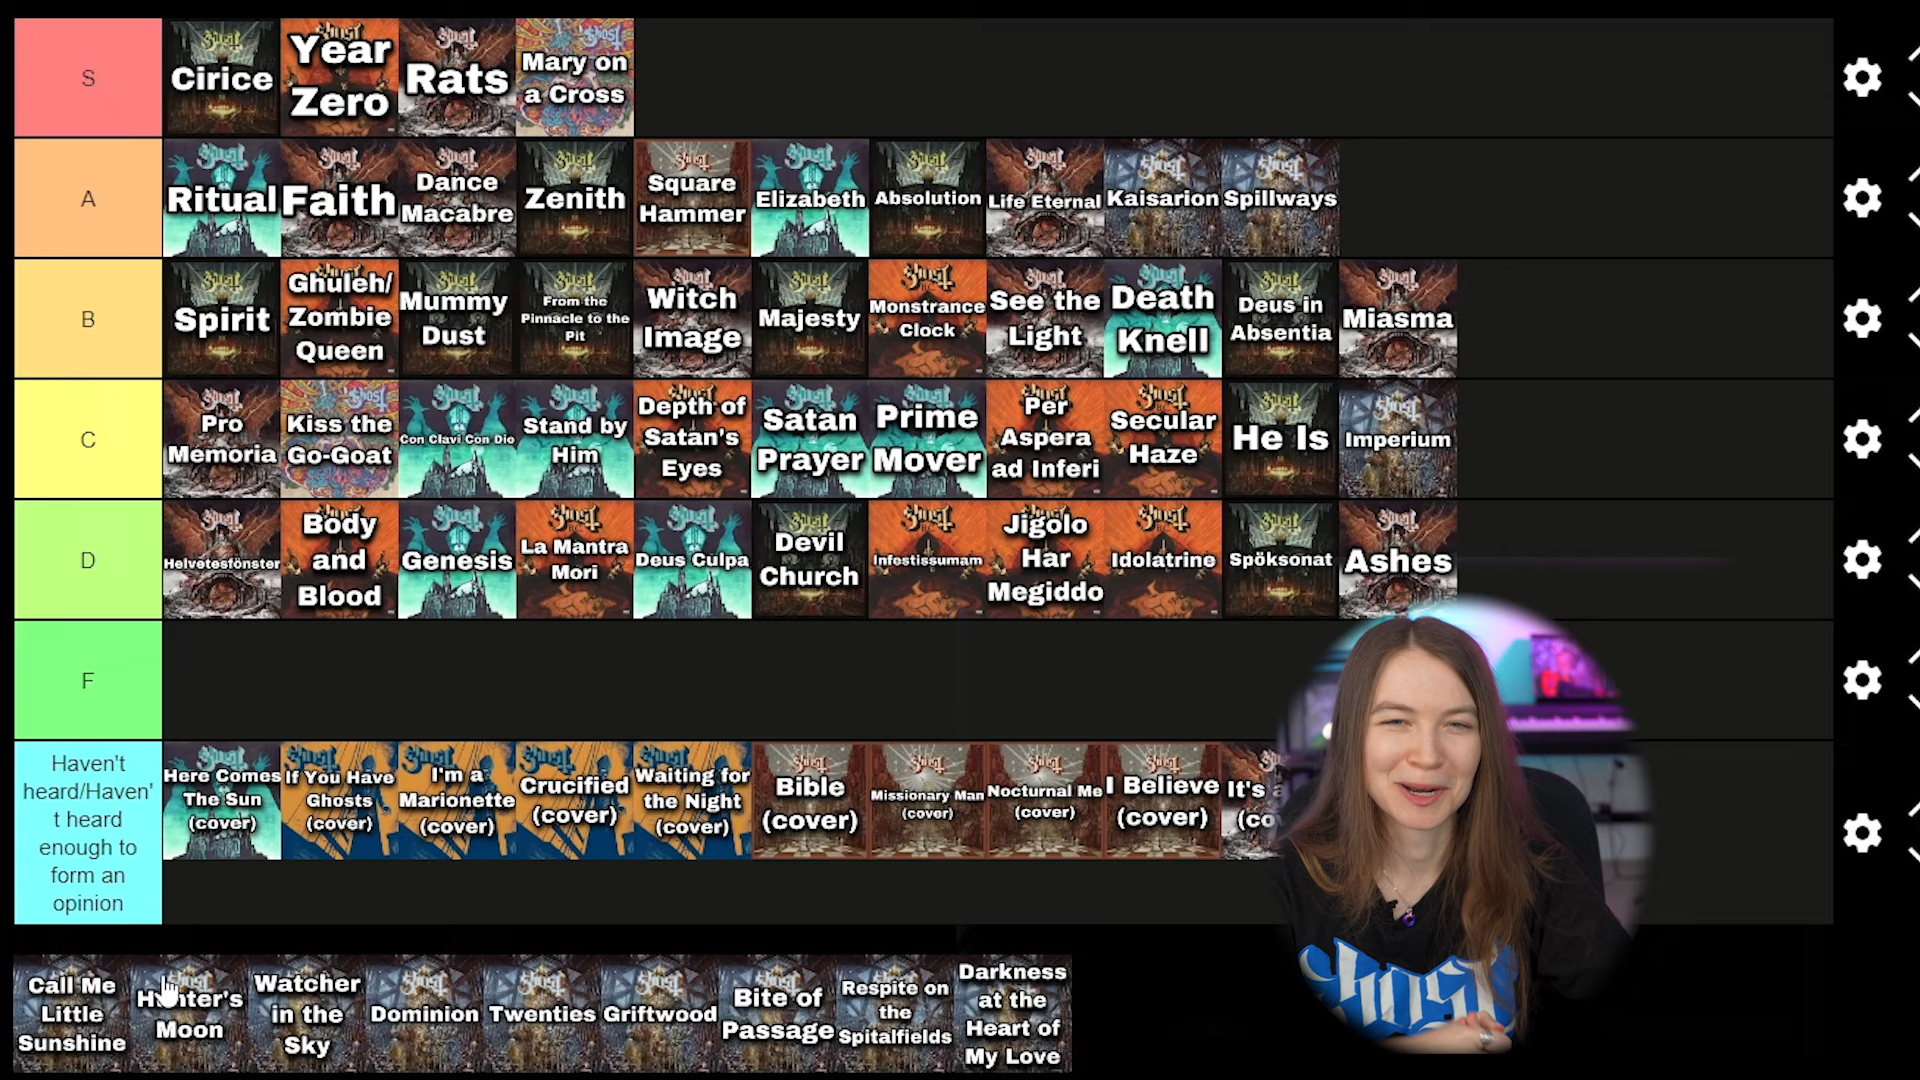 S
Cirice
Year
Zero
Rats
Mary on
a Cross
A
Ritual
Faith
Dance
Macabre
Zenith
Square
Hammer
Elizabeth
Absolution
Life Eternal
Kaisarion
Spillways
B
Spirit
Ghuleh/
Zombie
Queen
Mummy
Dust
From the
Pinnacle to the
Pit
Witch
Image
Majesty
Monstrance
Clock
See the
Light
Death
Knell
Deus in
Absentia
Miasma
C
Pro
Memoria
Kiss the
Go-Goat
Con Clavi Con Dio
Stand by
Him
Depth of
Satan's
Eyes
Satan
Prayer
Prime
Mover
Per
Aspera
ad Inferi
Secular
Haze
He Is
Imperium
D
Helvetesfönster
Body
and
Blood
Genesis
La Mantra
Mori
Deus Culpa
Devil
Church
Infestissumam
Jigolo
Har
Megiddo
Idolatrine
Spöksonat
Ashes
F
Haven't
heard/Haven'
t heard
enough to
form an
opinion
Here Comes
The Sun
(cover)
If You Have
Ghosts
(cover)
I'm a
Marionette
(cover)
Crucified
(cover)
Waiting for
the Night
(cover)
Bible
(cover)
Missionary Man
(cover)
Nocturnal Me
(cover)
I Believe
(cover)
It's
(co
Call Me
Little
Sunshine
Hunter's
Moon
Watcher
in the
Sky
Dominion
Twenties
Griftwood
Bite of
Passage
Respite on
the
Spitalfields
Darkness
at the
Heart of
My Love
Ghost